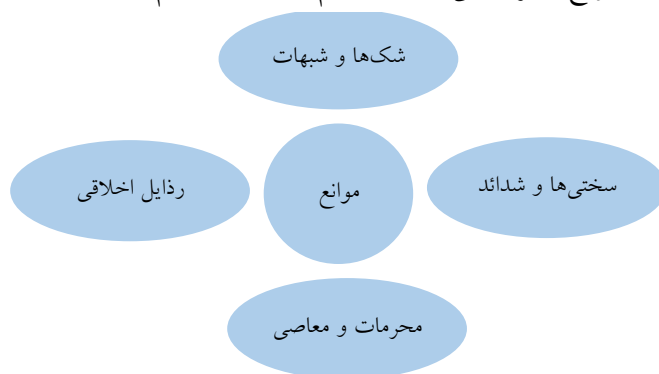 شک‌ها و شبهات
سختی‌ها و شدائد
موانع
رذایل اخلاقی
محرمات و معاصی